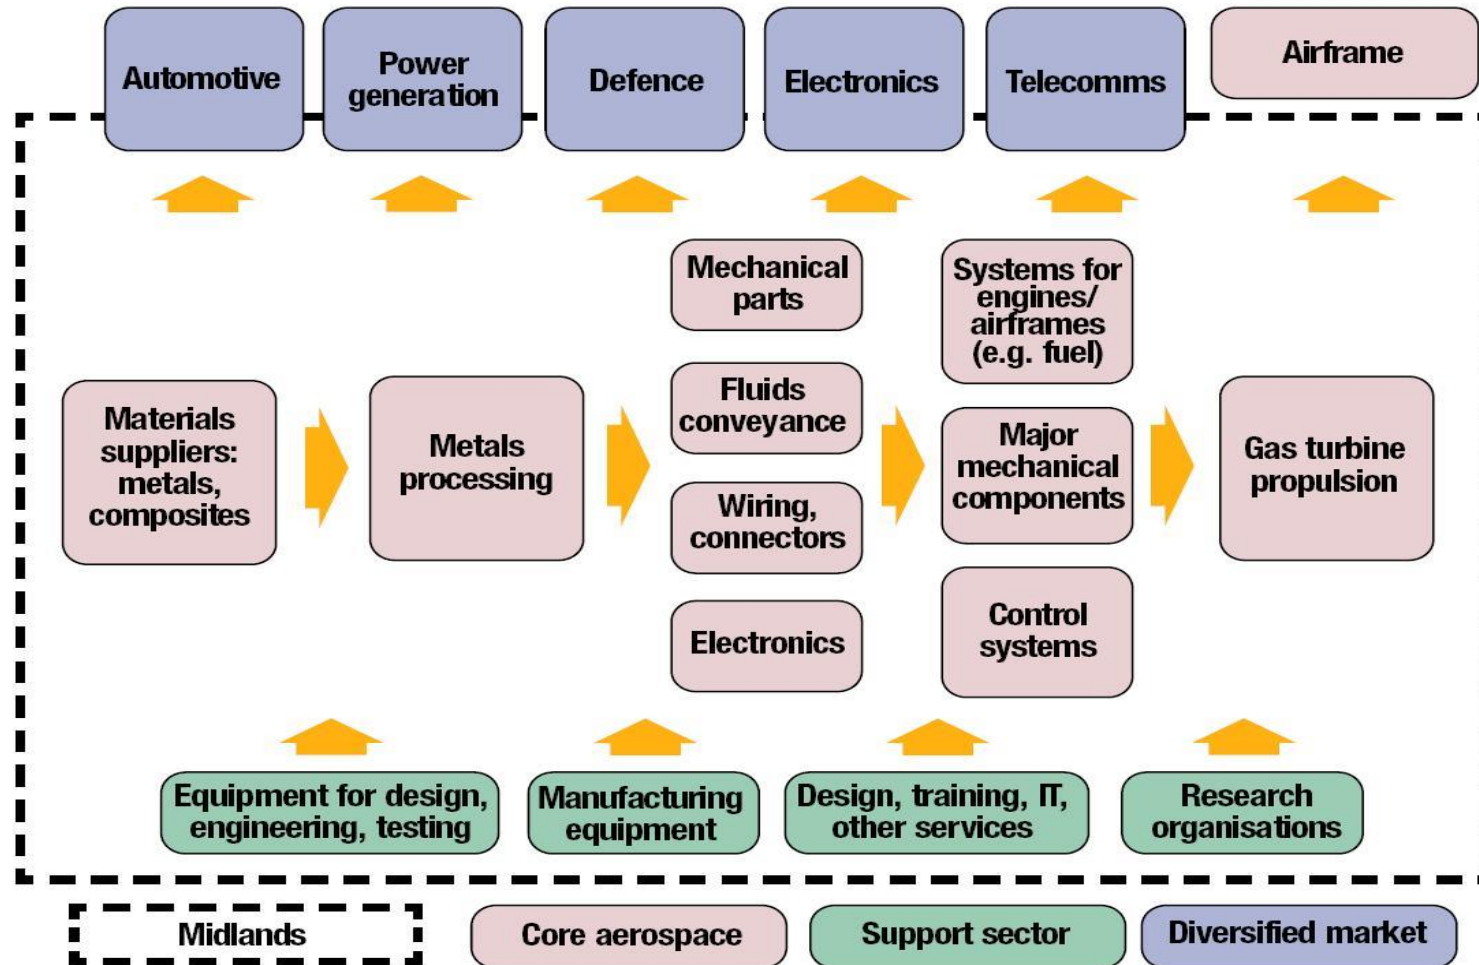 Automotive
Power
generation
Defence
Electronics
Telecomms
Airframe
Mechanical
parts
Systems for
engines/
airframes
(e.g. fuel)
Materials
suppliers:
metals,
composites
Metals
processing
Fluids
conveyance
Major
mechanical
components
Gas turbine
propulsion
Wiring,
connectors
Electronics
Control
systems
Equipment for design,
engineering, testing
Manufacturing
equipment
Design, training, IT,
other services
Research
organisations
Midlands
Core aerospace
Support sector
Diversified market